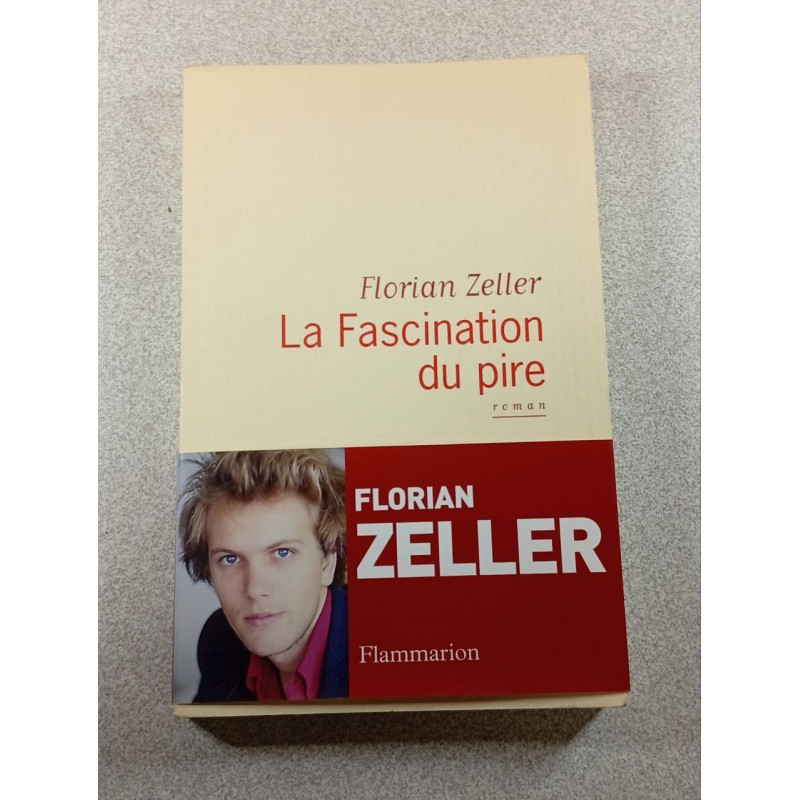 Florian Zeller
La Fascination
du pire
roman
FLORIAN
ZELLER
Flammarion